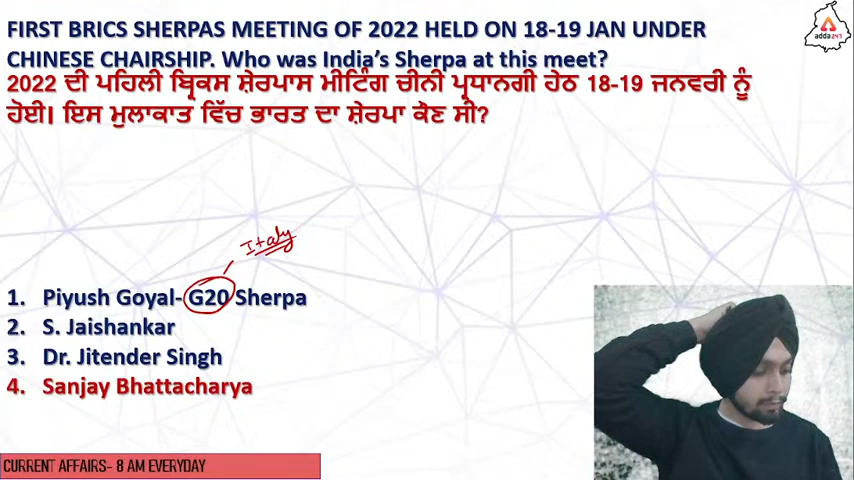 FIRST BRICS SHERPAS MEETING OF 2022 HELD ON 18-19 JAN UNDER
CHINESE CHAIRSHIP. Who was India's Sherpa at this meet?
2022 ਦੀ ਪਹਿਲੀ ਬ੍ਰਿਕਸ ਸ਼ੇਰਪਾਸ ਮੀਟਿੰਗ ਚੀਨੀ ਪ੍ਰਧਾਨਗੀ ਹੇਠ 18-19 ਜਨਵਰੀ ਨੂੰ
ਹੋਈ। ਇਸ ਮੁਲਾਕਾਤ ਵਿੱਚ ਭਾਰਤ ਦਾ ਸ਼ੇਰਪਾ ਕੌਣ ਸੀ?
adda247
Italy
1. Piyush Goyal- G20 Sherpa
2. S. Jaishankar
3. Dr. Jitender Singh
4. Sanjay Bhattacharya
CURRENT AFFAIRS- 8 AM EVERYDAY